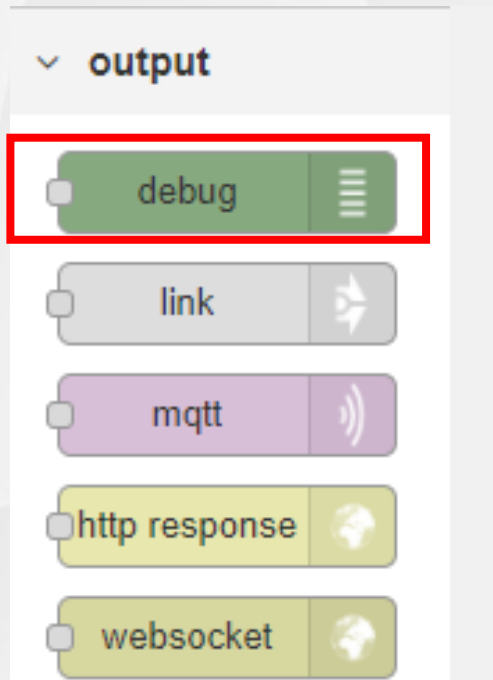 output
debug
link
mqtt
http response
websocket